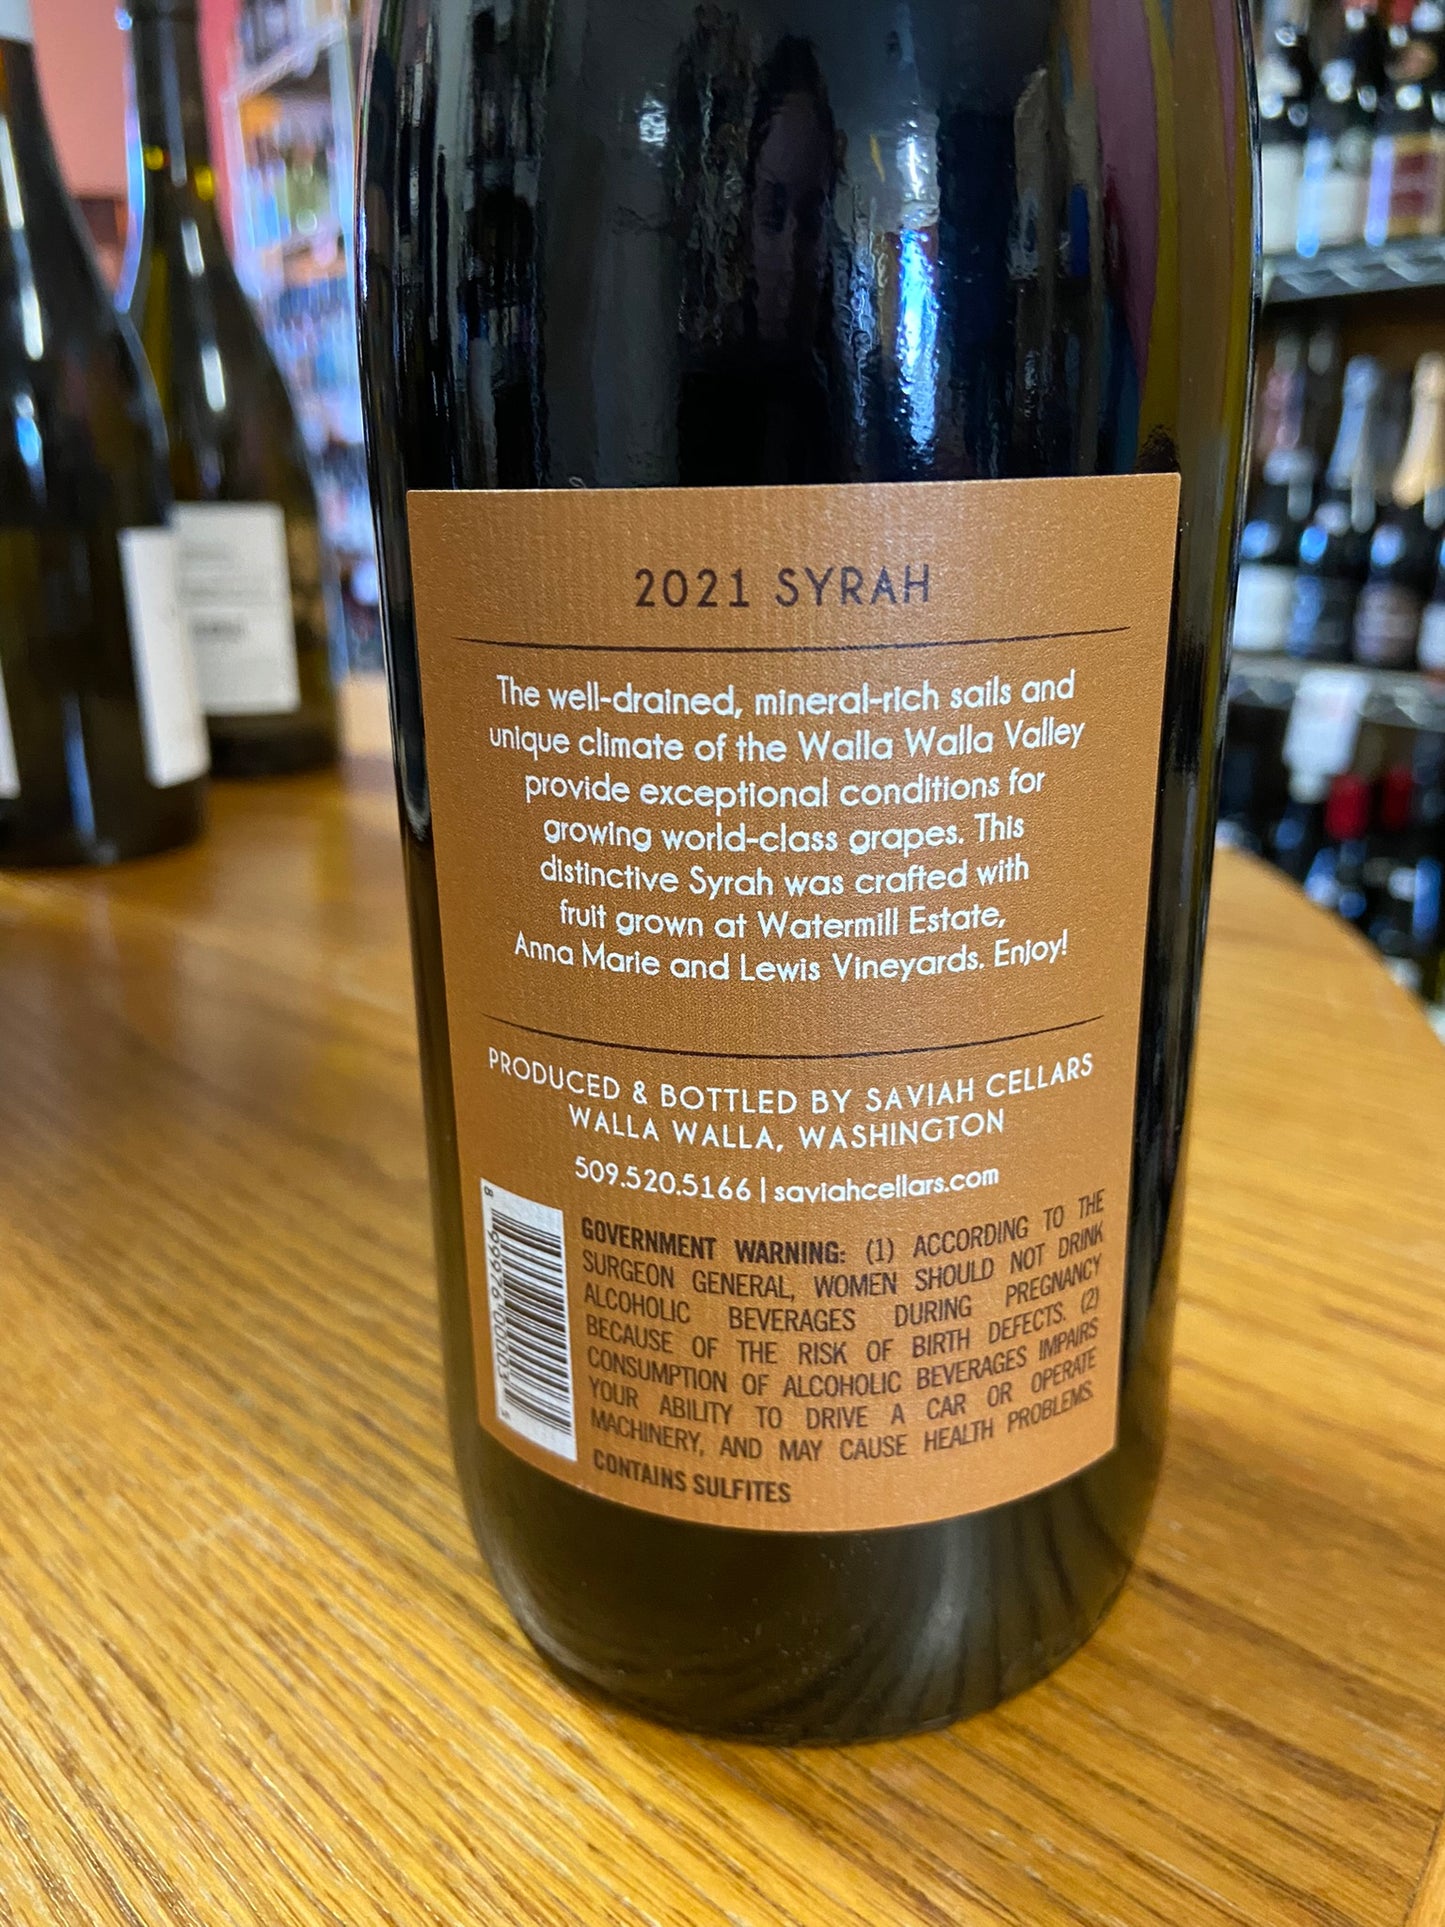 2021 SYRAH
The well-drained, mineral-rich sails and
unique climate of the Walla Walla Valley
provide exceptional conditions for
growing world-class grapes. This
distinctive Syrah was crafted with
fruit grown at Watermill Estate,
Anna Marie and Lewis Vineyards. Enjoy!
PRODUCED & BOTTLED BY SAVIAH CELLARS
WALLA WALLA, WASHINGTON
509.520.5166 | saviahcellars.com
8 99976 00003 5
GOVERNMENT WARNING: (1) ACCORDING TO THE
SURGEON GENERAL, WOMEN SHOULD NOT DRINK
ALCOHOLIC BEVERAGES DURING PREGNANCY
BECAUSE OF THE RISK OF BIRTH DEFECTS. (2)
CONSUMPTION OF ALCOHOLIC BEVERAGES IMPAIRS
YOUR ABILITY TO DRIVE A CAR OR OPERATE
MACHINERY, AND MAY CAUSE HEALTH PROBLEMS.
CONTAINS SULFITES